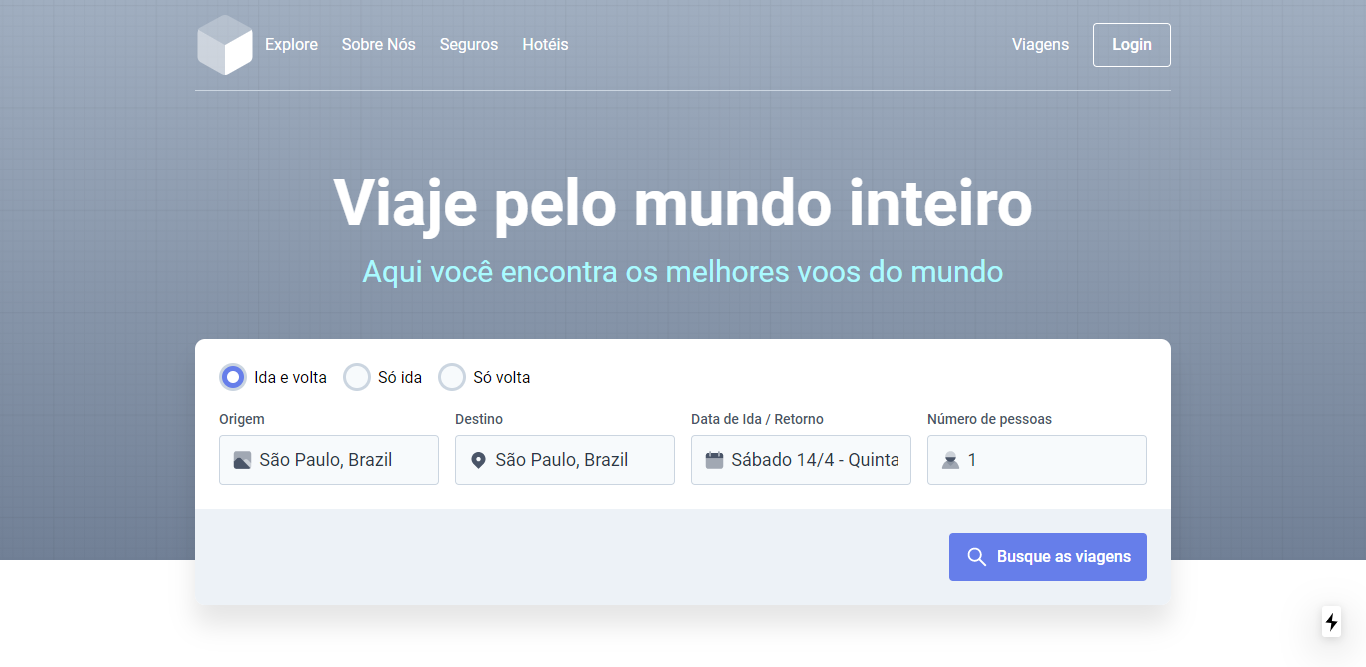 Explore Sobre Nós Seguros Hotéis Viagens Login
Viaje pelo mundo inteiro
Aqui você encontra os melhores voos do mundo
Ida e volta Só ida Só volta
Origem Destino Data de Ida / Retorno Número de pessoas
São Paulo, Brazil São Paulo, Brazil Sábado 14/4 - Quinta 1
Busque as viagens